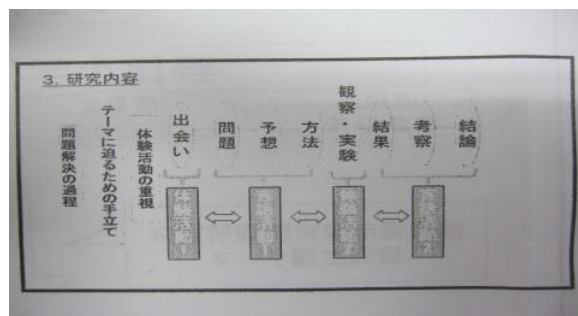 3. 研究内容
問題解決の過程
テーマに迫るための手立て
体験活動の重視
出会い
問題
予想
方法
観察・実験
結果
考察
結論